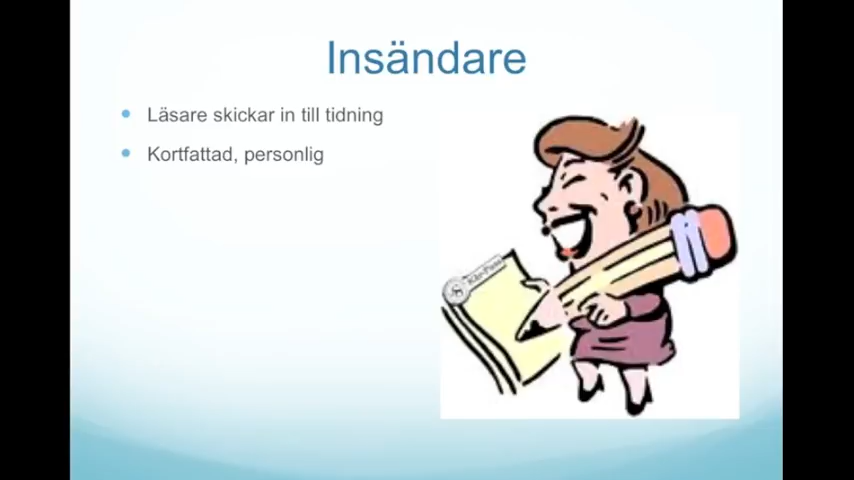 Insändare
Läsare skickar in till tidning
Kortfattad, personlig